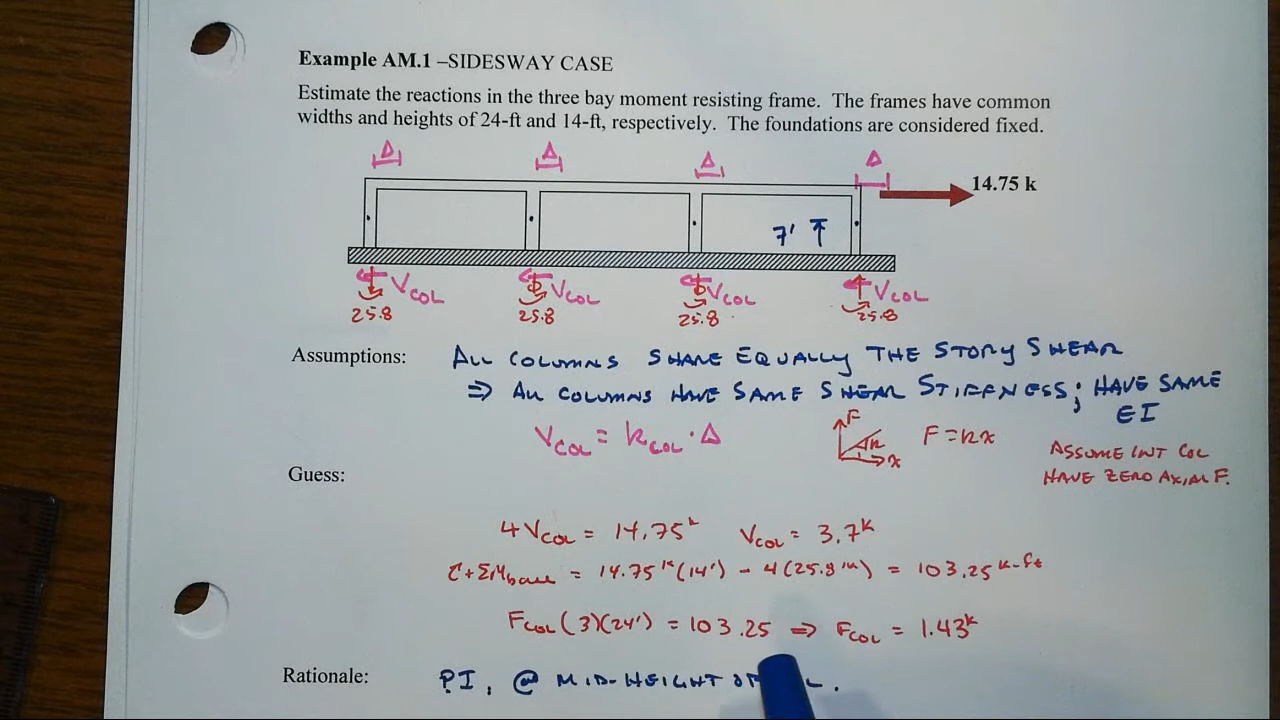 Example AM.1 –SIDESWAY CASE
Estimate the reactions in the three bay moment resisting frame. The frames have common
widths and heights of 24-ft and 14-ft, respectively. The foundations are considered fixed.
Δ Δ Δ Δ
14.75 k
7'
VCOL VCOL VCOL VCOL
25.8 25.8 25.8 25.8
Assumptions: ALL COLUMNS SHARE EQUALLY THE STORY SHEAR
⇒ ALL COLUMNS HAVE SAME SHEAR STIFFNESS; HAVE SAME
EI
VCOL = kCOL · Δ
F
k
x
F = kx
ASSUME INT COL
HAVE ZERO AXIAL F.
Guess:
4VCOL = 14.75k VCOL = 3.7k
+ΣMbase = 14.75k(14') - 4(25.8 'k) = 103.25 k-ft
FCOL (3)(24') = 103.25 ⇒ FCOL = 1.43k
Rationale: PI, @ MID-HEIGHT